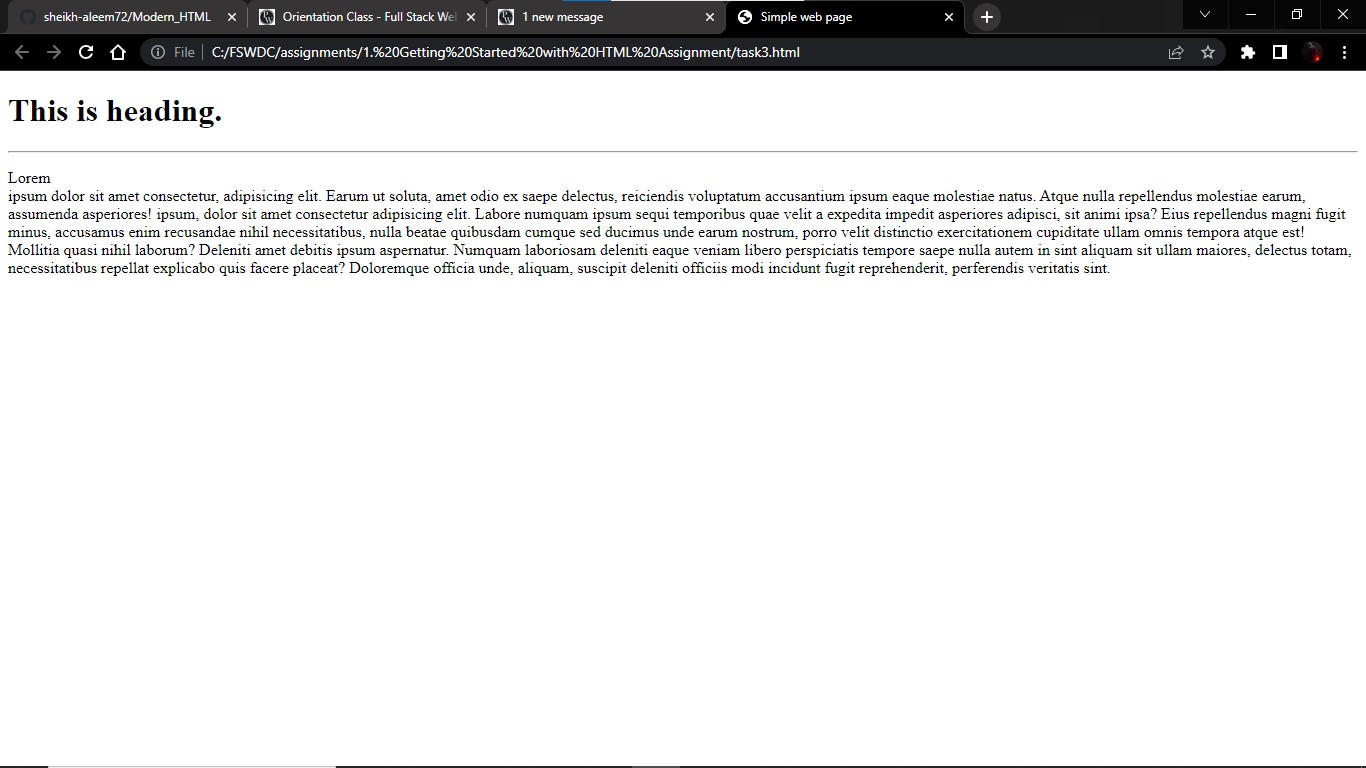 sheikh-aleem72/Modern_HTML
Orientation Class - Full Stack We
1 new message
Simple web page
File
C:/FSWDC/assignments/1.%20Getting%20Started%20with%20HTML%20Assignment/task3.html
This is heading.
Lorem
ipsum dolor sit amet consectetur, adipisicing elit. Earum ut soluta, amet odio ex saepe delectus, reiciendis voluptatum accusantium ipsum eaque molestiae natus. Atque nulla repellendus molestiae earum,
assumenda asperiores! ipsum, dolor sit amet consectetur adipisicing elit. Labore numquam ipsum sequi temporibus quae velit a expedita impedit asperiores adipisci, sit animi ipsa? Eius repellendus magni fugit
minus, accusamus enim recusandae nihil necessitatibus, nulla beatae quibusdam cumque sed ducimus unde earum nostrum, porro velit distinctio exercitationem cupiditate ullam omnis tempora atque est!
Mollitia quasi nihil laborum? Deleniti amet debitis ipsum aspernatur. Numquam laboriosam deleniti eaque veniam libero perspiciatis tempore saepe nulla autem in sint aliquam sit ullam maiores, delectus totam,
necessitatibus repellat explicabo quis facere placeat? Doloremque officia unde, aliquam, suscipit deleniti officiis modi incidunt fugit reprehenderit, perferendis veritatis sint.